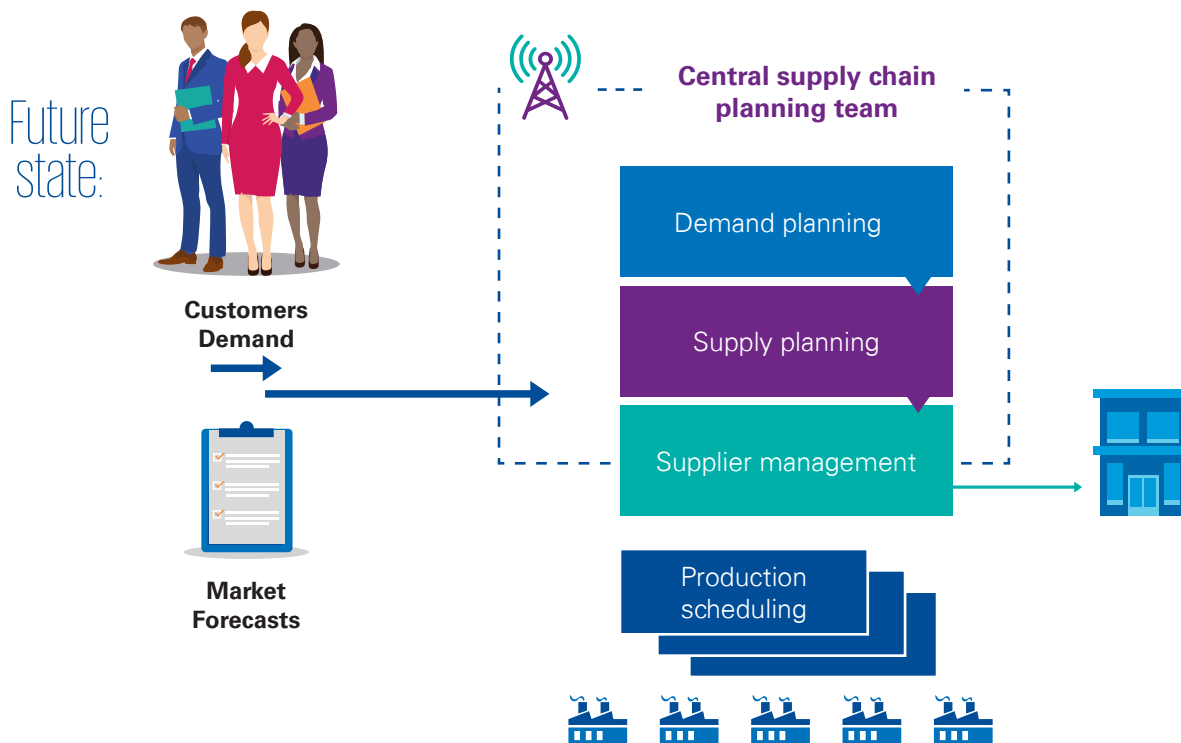 Future
state:
Customers
Demand
Market
Forecasts
Central supply chain
planning team
Demand planning
Supply planning
Supplier management
Production
scheduling